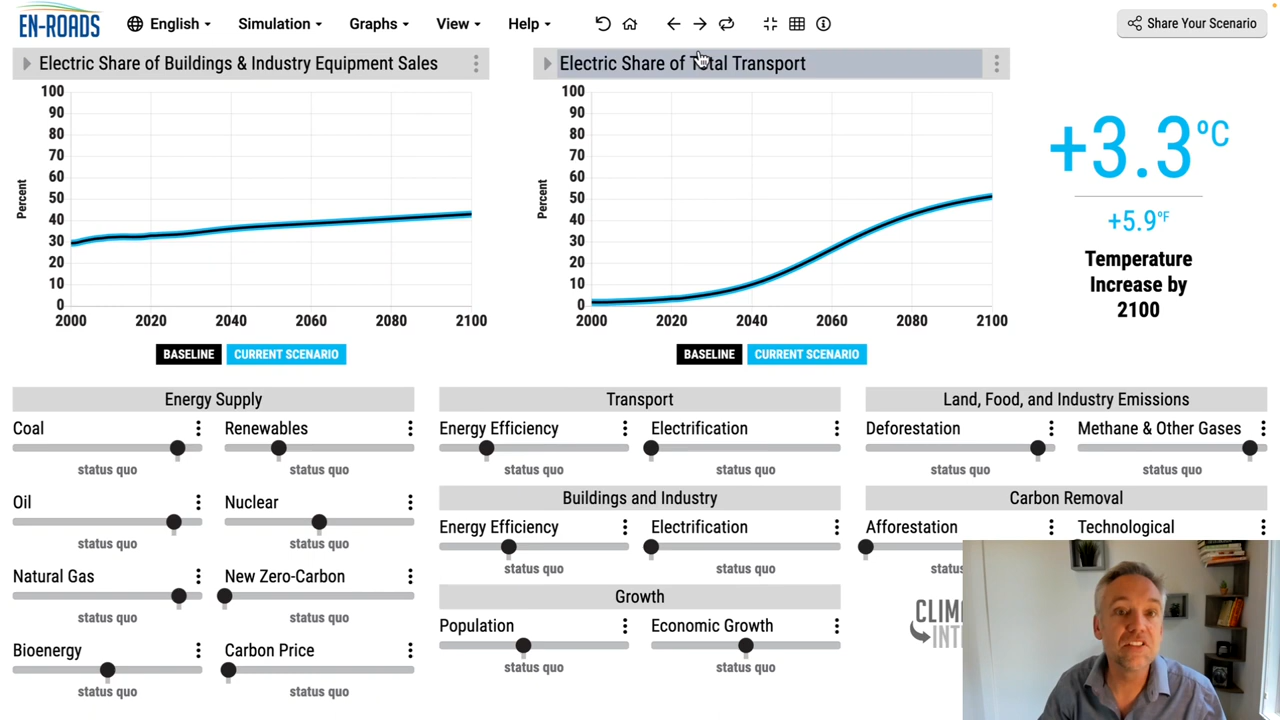 EN-ROADS
English
Simulation
Graphs
View
Help
Share Your Scenario
Electric Share of Buildings & Industry Equipment Sales
100
90
80
70
60
50
40
30
20
10
0
Percent
2000 2020 2040 2060 2080 2100
BASELINE CURRENT SCENARIO
Electric Share of Total Transport
100
90
80
70
60
50
40
30
20
10
0
Percent
2000 2020 2040 2060 2080 2100
BASELINE CURRENT SCENARIO
+3.3°C
+5.9°F
Temperature
Increase by
2100
Energy Supply
Coal
status quo
Renewables
status quo
Oil
status quo
Nuclear
status quo
Natural Gas
status quo
New Zero-Carbon
status quo
Bioenergy
status quo
Carbon Price
status quo
Transport
Energy Efficiency
status quo
Electrification
status quo
Buildings and Industry
Energy Efficiency
status quo
Electrification
status quo
Growth
Population
status quo
Economic Growth
status quo
Land, Food, and Industry Emissions
Deforestation
status quo
Methane & Other Gases
status quo
Carbon Removal
Afforestation
Technological